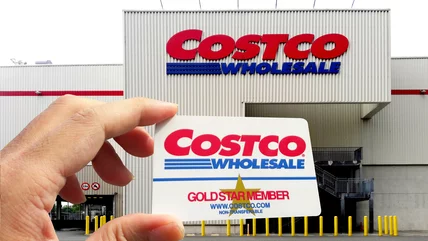 COSTCO
WHOLESALE
COSTCO
WHOLESALE
GOLD STAR MEMBER
WWW.COSTCO.COM
NON-TRANSFERABLE